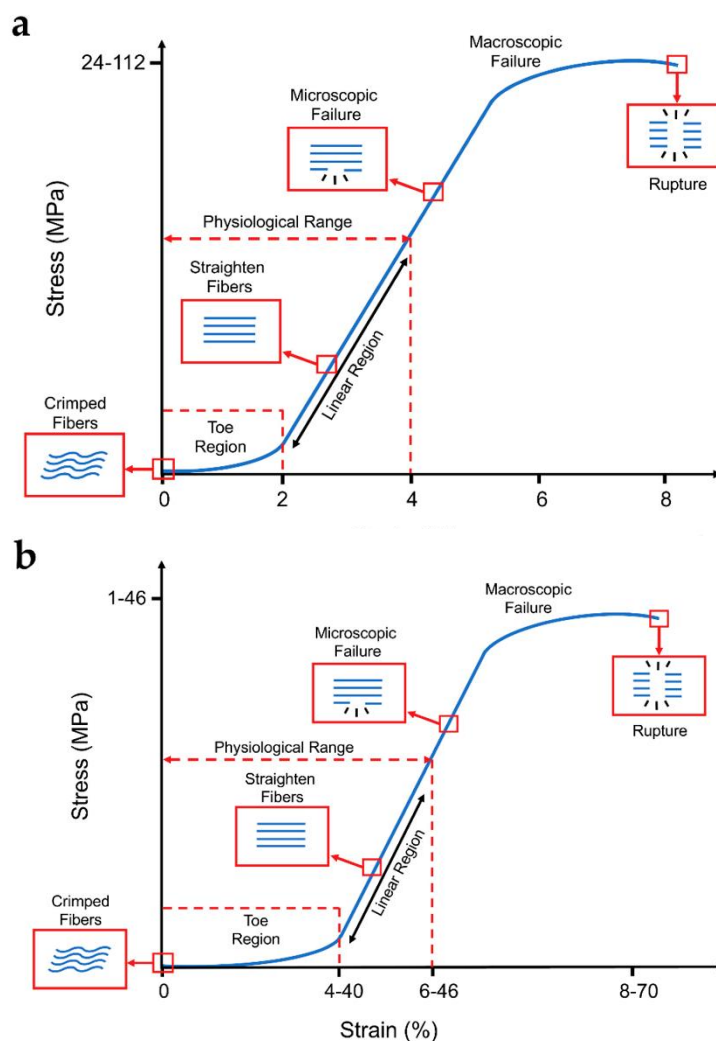 a
24-112
Macroscopic
Failure
Microscopic
Failure
Rupture
Physiological Range
Straighten
Fibers
Stress (MPa)
Linear Region
Crimped
Fibers
Toe
Region
0
2
4
6
8
b
1-46
Macroscopic
Failure
Microscopic
Failure
Rupture
Physiological Range
Straighten
Fibers
Stress (MPa)
Linear Region
Crimped
Fibers
Toe
Region
0
4-40
6-46
8-70
Strain (%)